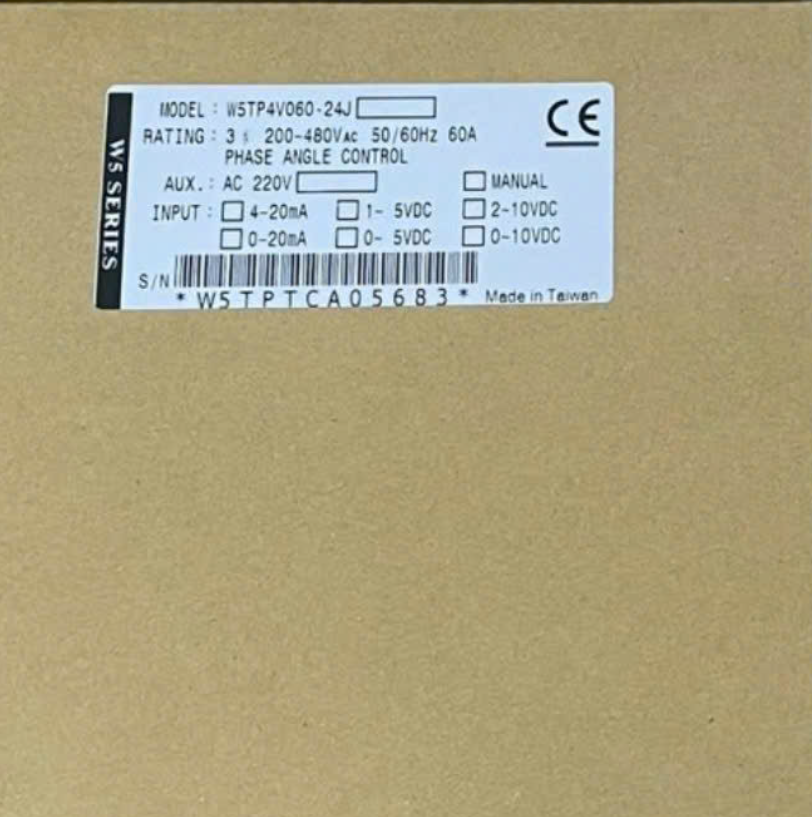 W5 SERIES
MODEL : W5TP4V060-24J
CE
RATING : 3 200-480VAC 50/60Hz 60A
PHASE ANGLE CONTROL
AUX. : AC 220V □ MANUAL
INPUT : □ 4-20mA □ 1- 5VDC □ 2-10VDC
□ 0-20mA □ 0- 5VDC □ 0-10VDC
S/N
*W5TPTCA05683* Made in Taiwan